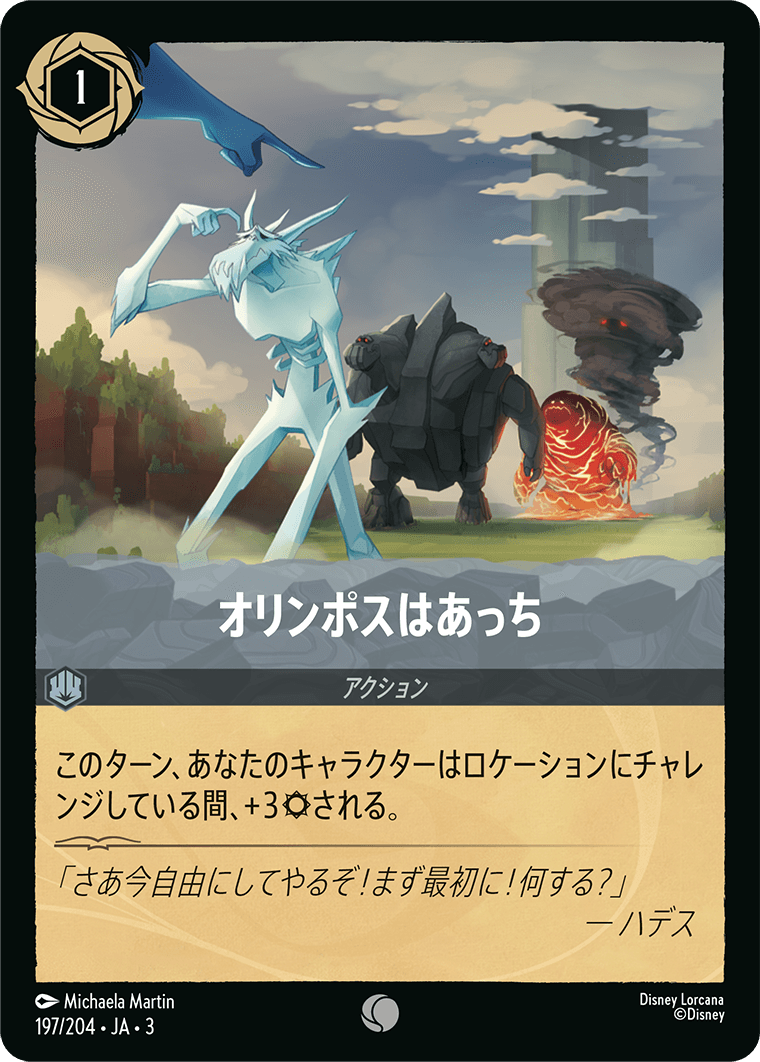 1
オリンポスはあっち
アクション
このターン、あなたのキャラクターはロケーションにチャレ
ンジしている間、+3される。
「さあ今自由にしてやるぞ!まず最初に!何する?」
— ハデス
Michaela Martin
197/204 • JA • 3
Disney Lorcana
©Disney